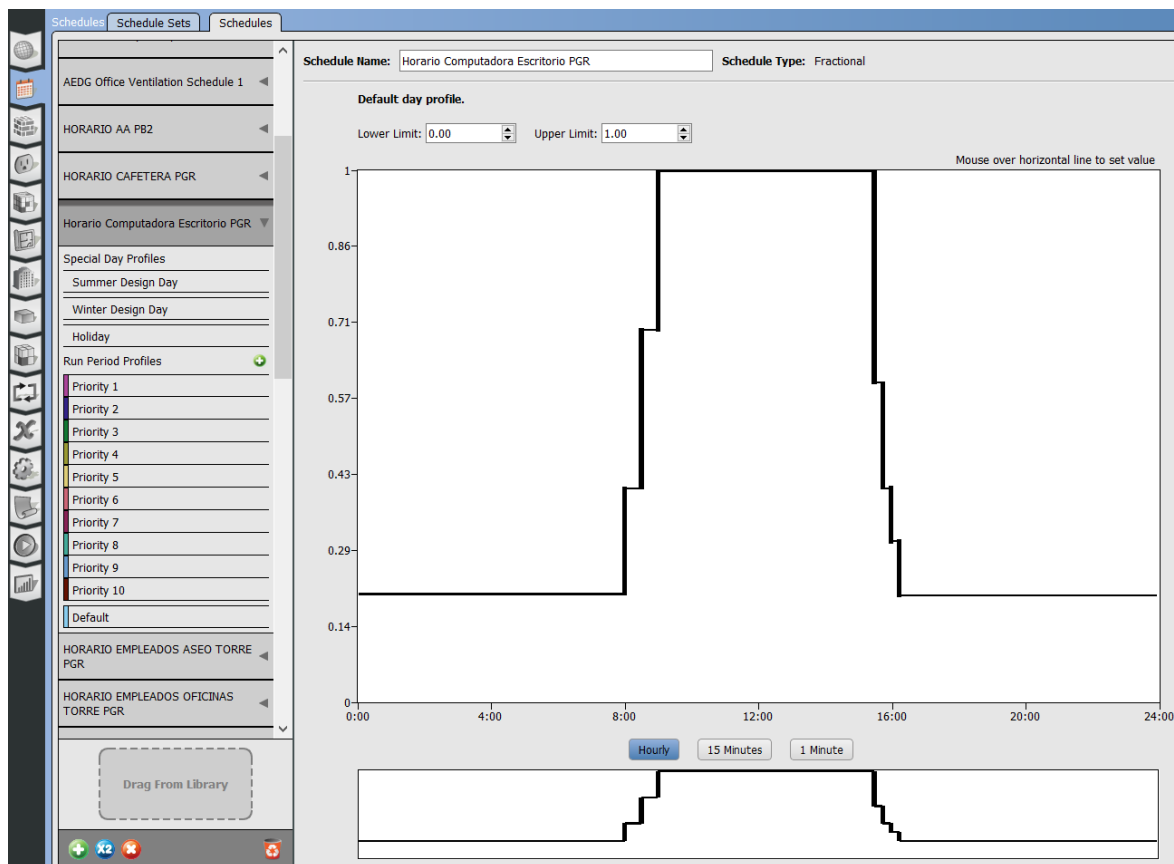 Schedules Schedule Sets Schedules
AEDG Office Ventilation Schedule 1
HORARIO AA PB2
HORARIO CAFETERA PGR
Horario Computadora Escritorio PGR
Special Day Profiles
Summer Design Day
Winter Design Day
Holiday
Run Period Profiles
Priority 1
Priority 2
Priority 3
Priority 4
Priority 5
Priority 6
Priority 7
Priority 8
Priority 9
Priority 10
Default
HORARIO EMPLEADOS ASEO TORRE
PGR
HORARIO EMPLEADOS OFICINAS
TORRE PGR
Drag From Library
X2
Schedule Name: Horario Computadora Escritorio PGR Schedule Type: Fractional
Default day profile.
Lower Limit: 0.00 Upper Limit: 1.00
Mouse over horizontal line to set value
1
0.86
0.71
0.57
0.43
0.29
0.14
0
0:00 4:00 8:00 12:00 16:00 20:00 24:00
Hourly 15 Minutes 1 Minute